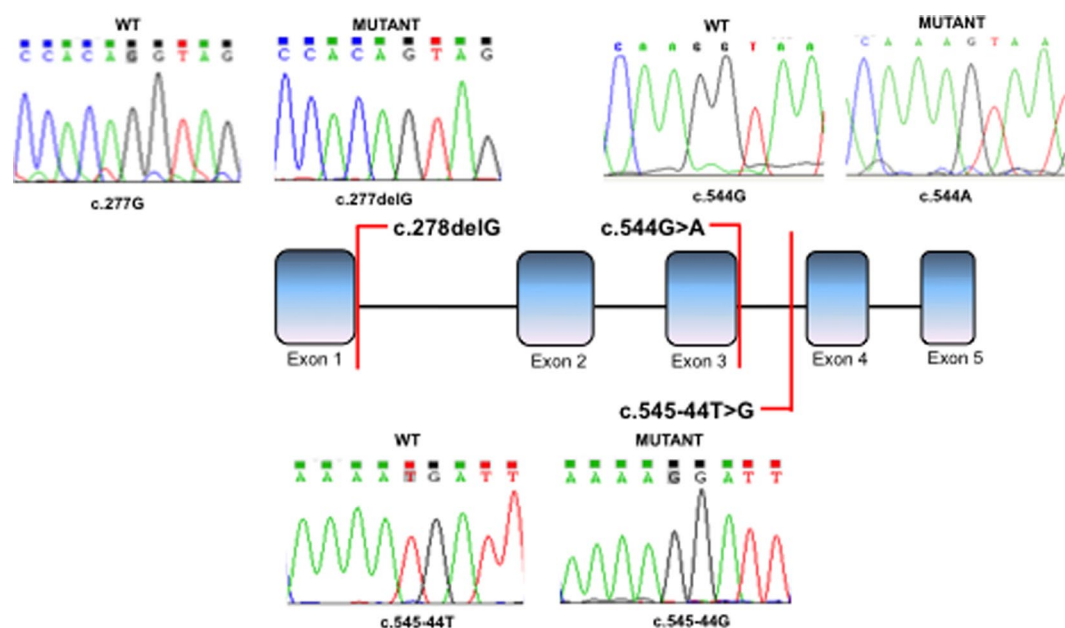 WT
MUTANT
WT
MUTANT
C C A C A G G T A G
C C A C A G T A G
C A A G G T A A
C A A A G T A A
c.277G
c.277delG
c.544G
c.544A
c.278delG
c.544G>A
Exon 1
Exon 2
Exon 3
Exon 4
Exon 5
c.545-44T>G
WT
MUTANT
A A A A T G A T T
A A A A G G A T T
c.545-44T
c.545-44G